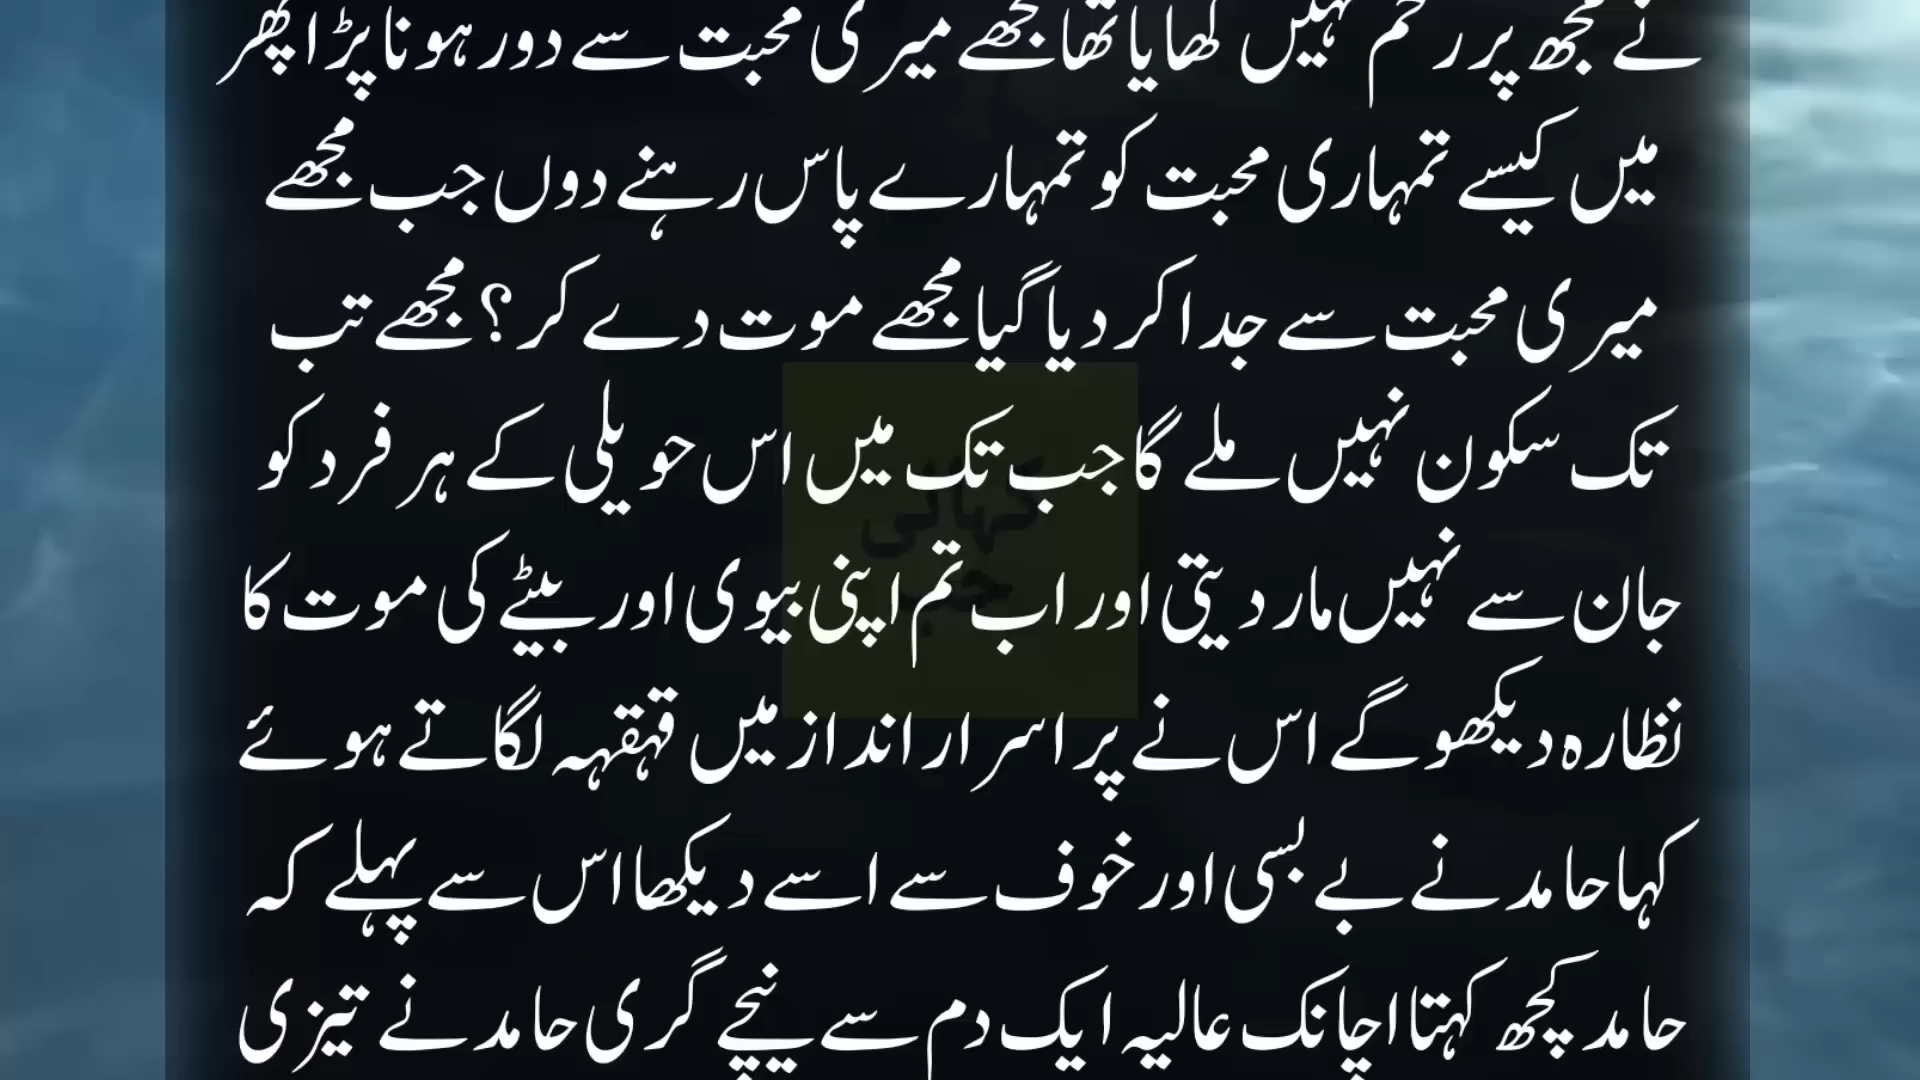 نے مجھ پر رحم نہیں کھایا تھا مجھے میری محبت سے دور ہونا پڑا پھر
میں کیسے تمہاری محبت کو تمہارے پاس رہنے دوں جب مجھے
میری محبت سے جدا کر دیا گیا مجھے موت دے کر؟ مجھے تب
تک سکون نہیں ملے گا جب تک میں اس حویلی کے ہر فرد کو
جان سے نہیں مار دیتی اور اب تم اپنی بیوی اور بیٹے کی موت کا
نظارہ دیکھو گے اس نے پر اسرار انداز میں قہقہہ لگاتے ہوئے
کہا حامد نے بے بسی اور خوف سے اسے دیکھا اس سے پہلے کہ
حامد کچھ کہتا اچانک عالیہ ایک دم سے نیچے گری حامد نے تیزی
کہانی